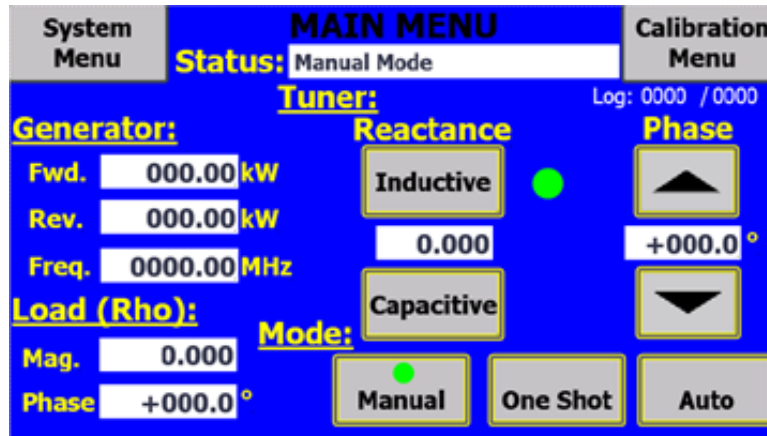 System Menu
MAIN MENU
Calibration Menu
Status: Manual Mode
Tuner:
Log: 0000 / 0000
Generator:
Reactance
Phase
Fwd. 000.00 kW
Inductive
Rev. 000.00 kW
0.000
+000.0 °
Freq. 0000.00 MHz
Capacitive
Load (Rho):
Mode:
Mag. 0.000
Phase +000.0 °
Manual
One Shot
Auto